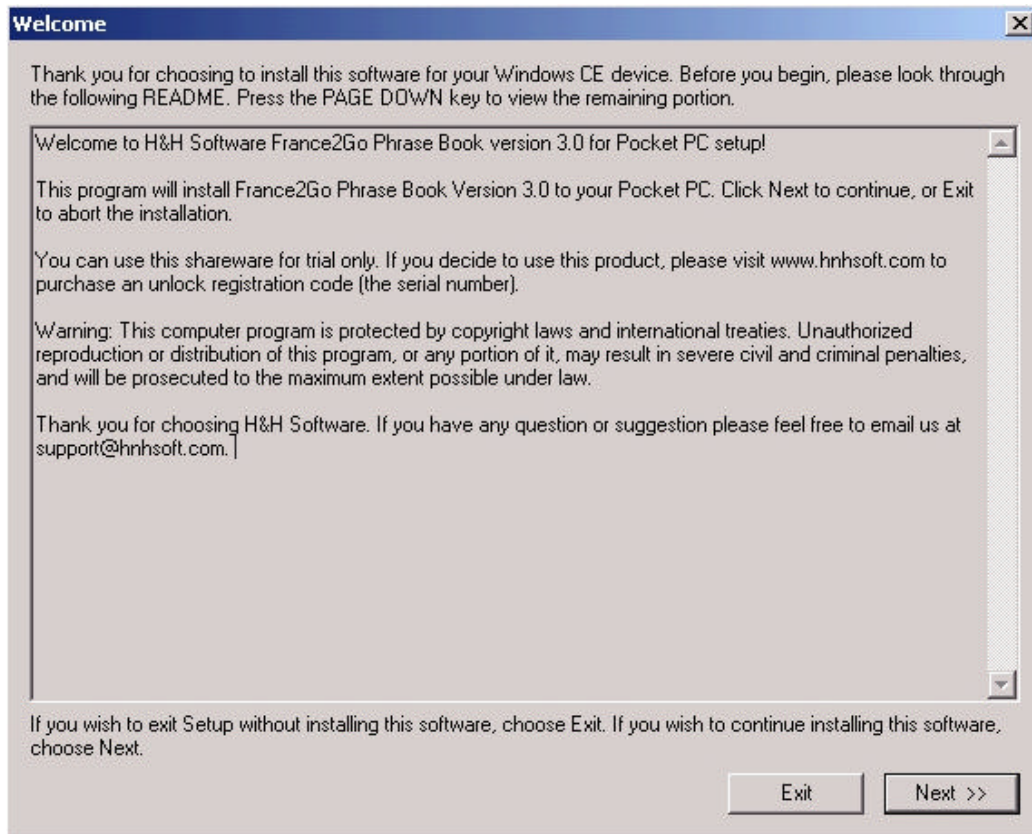 Welcome
Thank you for choosing to install this software for your Windows CE device. Before you begin, please look through
the following README. Press the PAGE DOWN key to view the remaining portion.
Welcome to H&H Software France2Go Phrase Book version 3.0 for Pocket PC setup!
This program will install France2Go Phrase Book Version 3.0 to your Pocket PC. Click Next to continue, or Exit
to abort the installation.
You can use this shareware for trial only. If you decide to use this product, please visit www.hnhsoft.com to
purchase an unlock registration code (the serial number).
Warning: This computer program is protected by copyright laws and international treaties. Unauthorized
reproduction or distribution of this program, or any portion of it, may result in severe civil and criminal penalties,
and will be prosecuted to the maximum extent possible under law.
Thank you for choosing H&H Software. If you have any question or suggestion please feel free to email us at
support@hnhsoft.com.
If you wish to exit Setup without installing this software, choose Exit. If you wish to continue installing this software,
choose Next.
Exit
Next >>